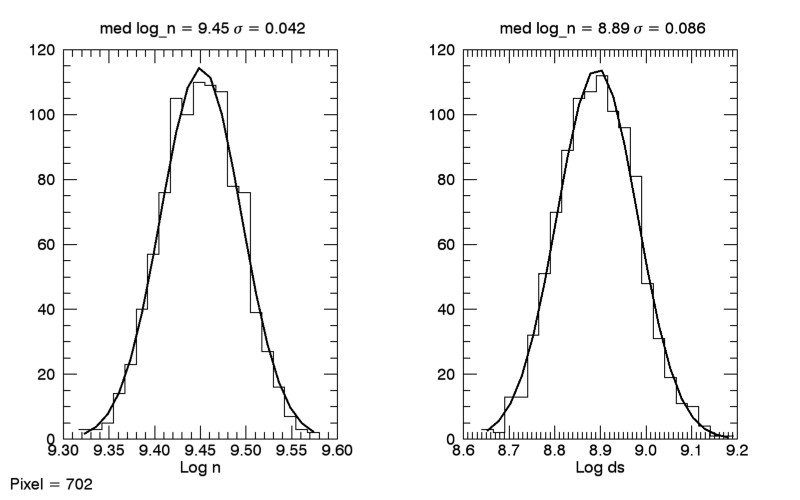 med log_n = 9.45 σ = 0.042
med log_n = 8.89 σ = 0.086
120
100
80
60
40
20
0
9.30 9.35 9.40 9.45 9.50 9.55 9.60
Log n
120
100
80
60
40
20
0
8.6 8.7 8.8 8.9 9.0 9.1 9.2
Log ds
Pixel = 702